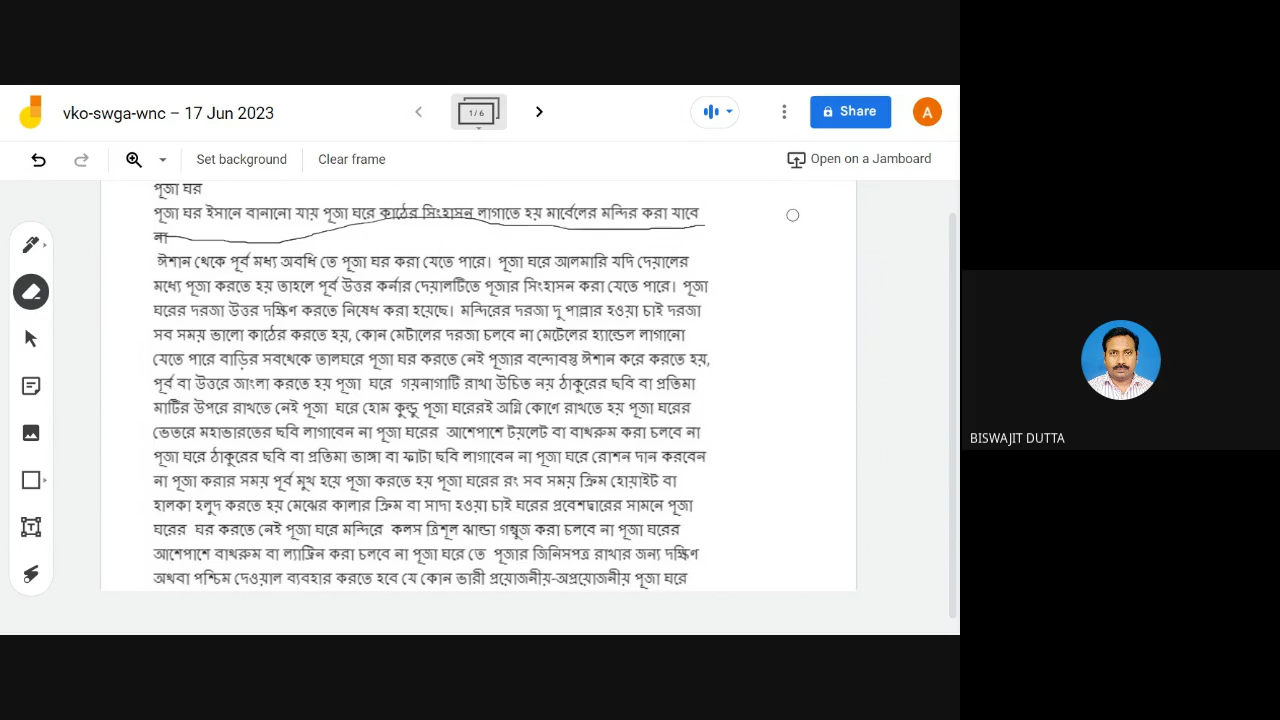 vko-swga-wnc – 17 Jun 2023
1/6
Share
A
Set background
Clear frame
Open on a Jamboard
পূজা ঘর
পূজা ঘর ইসানে বানানো যায় পূজা ঘরে কাঠের সিংহাসন লাগাতে হয় মার্বেলের মন্দির করা যাবে
না
ঈশান থেকে পূর্ব মধ্য অবধি তে পূজা ঘর করা যেতে পারে। পূজা ঘরে আলমারি যদি দেয়ালের
মধ্যে পূজা করতে হয় তাহলে পূর্ব উত্তর কর্নার দেয়ালটিতে পূজার সিংহাসন করা যেতে পারে। পূজা
ঘরের দরজা উত্তর দক্ষিণ করতে নিষেধ করা হয়েছে। মন্দিরের দরজা দু পাল্লার হওয়া চাই দরজা
সব সময় ভালো কাঠের করতে হয়, কোন মেটালের দরজা চলবে না মেটেলের হ্যান্ডেল লাগানো
যেতে পারে বাড়ির সবথেকে তালঘরে পূজা ঘর করতে নেই পূজার বন্দোবস্ত ঈশান করে করতে হয়,
পূর্ব বা উত্তরে জাংলা করতে হয় পূজা ঘরে গয়নাগাটি রাখা উচিত নয় ঠাকুরের ছবি বা প্রতিমা
মাটির উপরে রাখতে নেই পূজা ঘরে হোম কুন্ডু পূজা ঘরেরই অগ্নি কোণে রাখতে হয় পূজা ঘরের
ভেতরে মহাভারতের ছবি লাগাবেন না পূজা ঘরের আশেপাশে টয়লেট বা বাথরুম করা চলবে না
পূজা ঘরে ঠাকুরের ছবি বা প্রতিমা ভাঙ্গা বা ফাটা ছবি লাগাবেন না পূজা ঘরে রোশন দান করবেন
না পূজা করার সময় পূর্ব মুখ হয়ে পূজা করতে হয় পূজা ঘরের রং সব সময় ক্রিম হোয়াইট বা
হালকা হলুদ করতে হয় মেঝের কালার ক্রিম বা সাদা হওয়া চাই ঘরের প্রবেশদ্বারের সামনে পূজা
ঘরের ঘর করতে নেই পূজা ঘরে মন্দিরে কলস ত্রিশূল ঝান্ডা গম্বুজ করা চলবে না পূজা ঘরের
আশেপাশে বাথরুম বা ল্যাট্রিন করা চলবে না পূজা ঘরে তে পূজার জিনিসপত্র রাখার জন্য দক্ষিণ
অথবা পশ্চিম দেওয়াল ব্যবহার করতে হবে যে কোন ভারী প্রয়োজনীয়-অপ্রয়োজনীয় পূজা ঘরে
BISWAJIT DUTTA